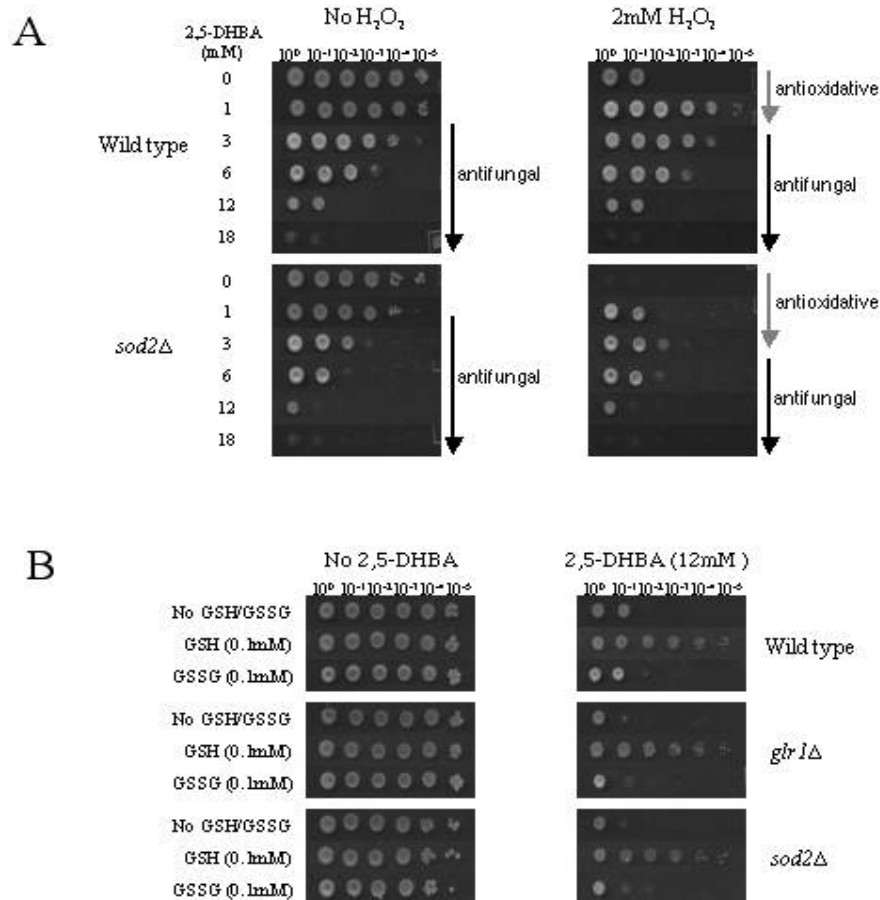 A
2,5-DHBA
(mM)
No H₂O₂
2mM H₂O₂
10⁰ 10⁻¹ 10⁻² 10⁻³ 10⁻⁴ 10⁻⁵
10⁰ 10⁻¹ 10⁻² 10⁻³ 10⁻⁴ 10⁻⁵
Wild type
0
1
3
6
12
18
antifungal
antioxidative
antifungal
sod2Δ
0
1
3
6
12
18
antifungal
antioxidative
antifungal
B
No 2,5-DHBA
2,5-DHBA (12mM )
10⁰ 10⁻¹ 10⁻² 10⁻³ 10⁻⁴ 10⁻⁵
10⁰ 10⁻¹ 10⁻² 10⁻³ 10⁻⁴ 10⁻⁵
No GSH/GSSG
GSH (0.1mM)
GSSG (0.1mM)
Wild type
No GSH/GSSG
GSH (0.1mM)
GSSG (0.1mM)
glr1Δ
No GSH/GSSG
GSH (0.1mM)
GSSG (0.1mM)
sod2Δ